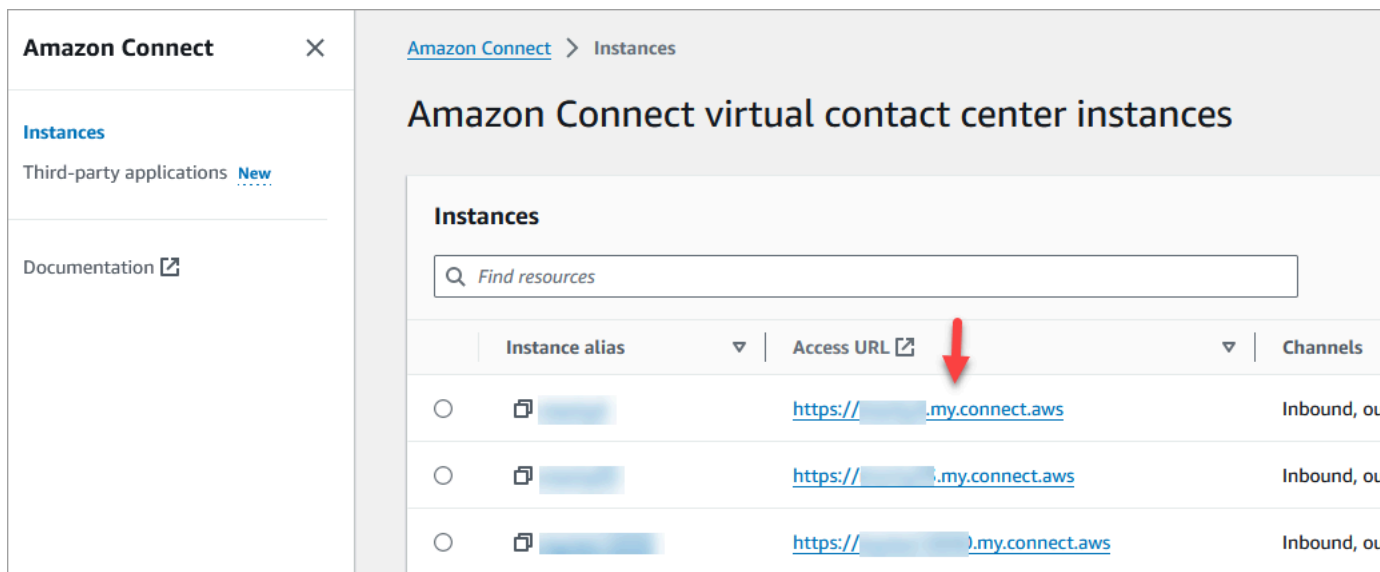 Amazon Connect
Instances
Third-party applications New
Documentation
Amazon Connect > Instances
Amazon Connect virtual contact center instances
Instances
Find resources
Instance alias
Access URL
Channels
https:// .my.connect.aws
Inbound, ou
https:// .my.connect.aws
Inbound, ou
https:// .my.connect.aws
Inbound, ou